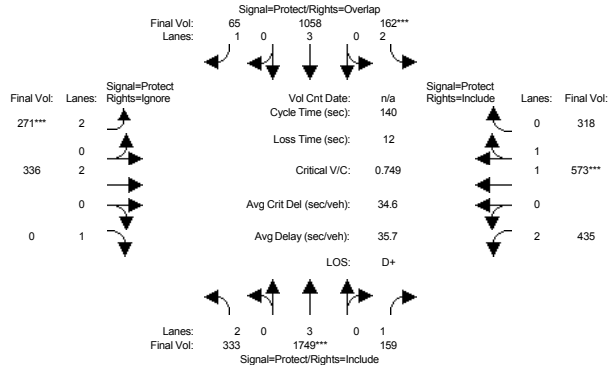 Signal=Protect/Rights=Overlap
Final Vol: 65 1058 162***
Lanes: 1 0 3 0 2
Signal=Protect Signal=Protect
Final Vol: Lanes: Rights=Ignore Vol Cnt Date: n/a Rights=Include Lanes: Final Vol:
Cycle Time (sec): 140
271*** 2 0 318
Loss Time (sec): 12
0 1
336 2 Critical V/C: 0.749 1 573***
0 Avg Crit Del (sec/veh): 34.6 0
0 1 Avg Delay (sec/veh): 35.7 2 435
LOS: D+
Lanes: 2 0 3 0 1
Final Vol: 333 1749*** 159
Signal=Protect/Rights=Include